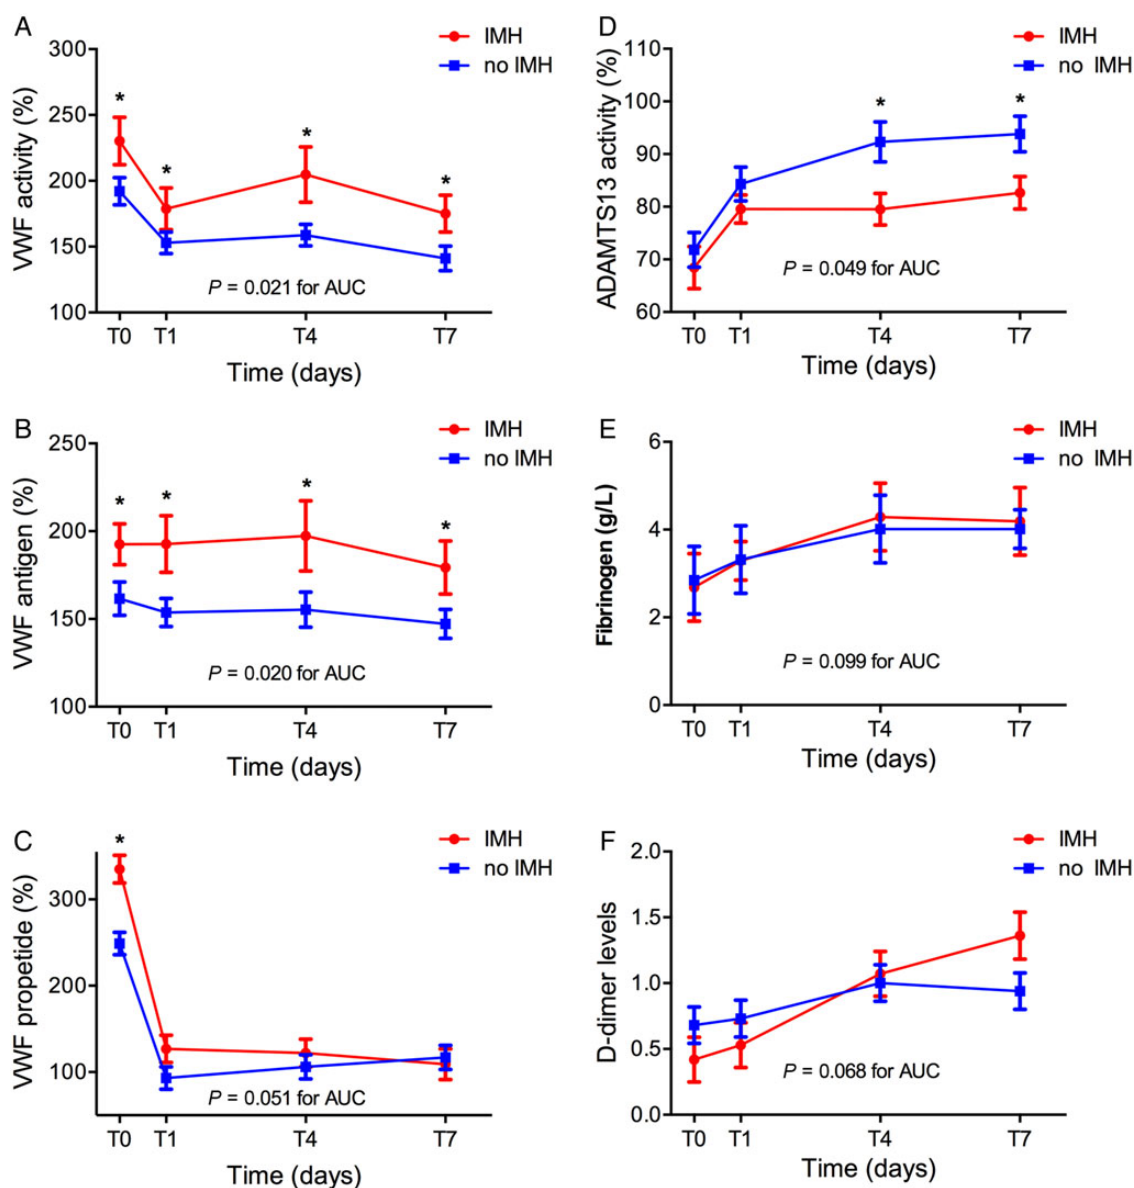 A
IMH
no IMH
VWF activity (%)
300
250
200
150
100
*
*
*
*
P = 0.021 for AUC
T0 T1 T4 T7
Time (days)
D
IMH
no IMH
ADAMTS13 activity (%)
110
100
90
80
70
60
*
*
P = 0.049 for AUC
T0 T1 T4 T7
Time (days)
B
IMH
no IMH
VWF antigen (%)
250
200
150
100
*
*
*
*
P = 0.020 for AUC
T0 T1 T4 T7
Time (days)
E
IMH
no IMH
Fibrinogen (g/L)
6
4
2
0
P = 0.099 for AUC
T0 T1 T4 T7
Time (days)
C
IMH
no IMH
VWF propetide (%)
300
200
100
*
P = 0.051 for AUC
T0 T1 T4 T7
Time (days)
F
IMH
no IMH
D-dimer levels
2.0
1.5
1.0
0.5
0.0
P = 0.068 for AUC
T0 T1 T4 T7
Time (days)